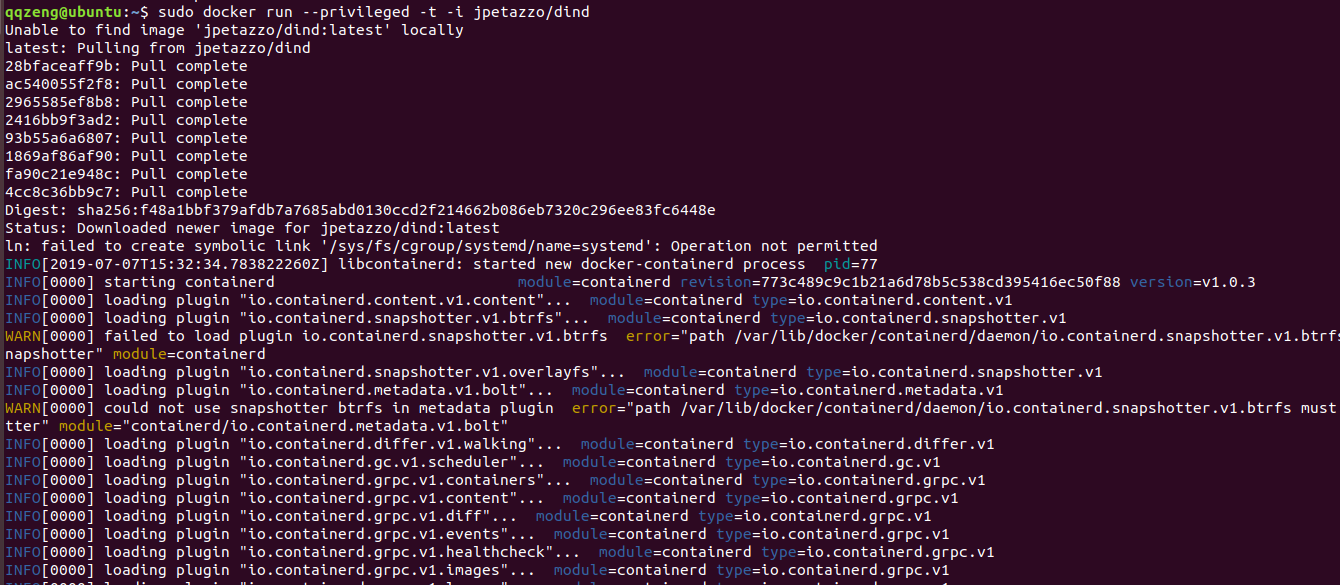 qqzeng@ubuntu:~$ sudo docker run --privileged -t -i jpetazzo/dind
Unable to find image 'jpetazzo/dind:latest' locally
latest: Pulling from jpetazzo/dind
28bfaceaff9b: Pull complete
ac540055f2f8: Pull complete
2965585ef8b8: Pull complete
2416bb9f3ad2: Pull complete
93b55a6a6807: Pull complete
1869af86af90: Pull complete
fa90c21e948c: Pull complete
4cc8c36bb9c7: Pull complete
Digest: sha256:f48a1bbf379afdb7a7685abd0130ccd2f214662b086eb7320c296ee83fc6448e
Status: Downloaded newer image for jpetazzo/dind:latest
ln: failed to create symbolic link '/sys/fs/cgroup/systemd/name=systemd': Operation not permitted
INFO[2019-07-07T15:32:34.783822260Z] libcontainerd: started new docker-containerd process  pid=77
INFO[0000] starting containerd                           module=containerd revision=773c489c9c1b21a6d78b5c538cd395416ec50f88 version=v1.0.3
INFO[0000] loading plugin "io.containerd.content.v1.content"...  module=containerd type=io.containerd.content.v1
INFO[0000] loading plugin "io.containerd.snapshotter.v1.btrfs"...  module=containerd type=io.containerd.snapshotter.v1
WARN[0000] failed to load plugin io.containerd.snapshotter.v1.btrfs  error="path /var/lib/docker/containerd/daemon/io.containerd.snapshotter.v1.btrfs
napshotter" module=containerd
INFO[0000] loading plugin "io.containerd.snapshotter.v1.overlayfs"...  module=containerd type=io.containerd.snapshotter.v1
INFO[0000] loading plugin "io.containerd.metadata.v1.bolt"...  module=containerd type=io.containerd.metadata.v1
WARN[0000] could not use snapshotter btrfs in metadata plugin  error="path /var/lib/docker/containerd/daemon/io.containerd.snapshotter.v1.btrfs must
tter" module="containerd/io.containerd.metadata.v1.bolt"
INFO[0000] loading plugin "io.containerd.differ.v1.walking"...  module=containerd type=io.containerd.differ.v1
INFO[0000] loading plugin "io.containerd.gc.v1.scheduler"...  module=containerd type=io.containerd.gc.v1
INFO[0000] loading plugin "io.containerd.grpc.v1.containers"...  module=containerd type=io.containerd.grpc.v1
INFO[0000] loading plugin "io.containerd.grpc.v1.content"...  module=containerd type=io.containerd.grpc.v1
INFO[0000] loading plugin "io.containerd.grpc.v1.diff"...  module=containerd type=io.containerd.grpc.v1
INFO[0000] loading plugin "io.containerd.grpc.v1.events"...  module=containerd type=io.containerd.grpc.v1
INFO[0000] loading plugin "io.containerd.grpc.v1.healthcheck"...  module=containerd type=io.containerd.grpc.v1
INFO[0000] loading plugin "io.containerd.grpc.v1.images"...  module=containerd type=io.containerd.grpc.v1